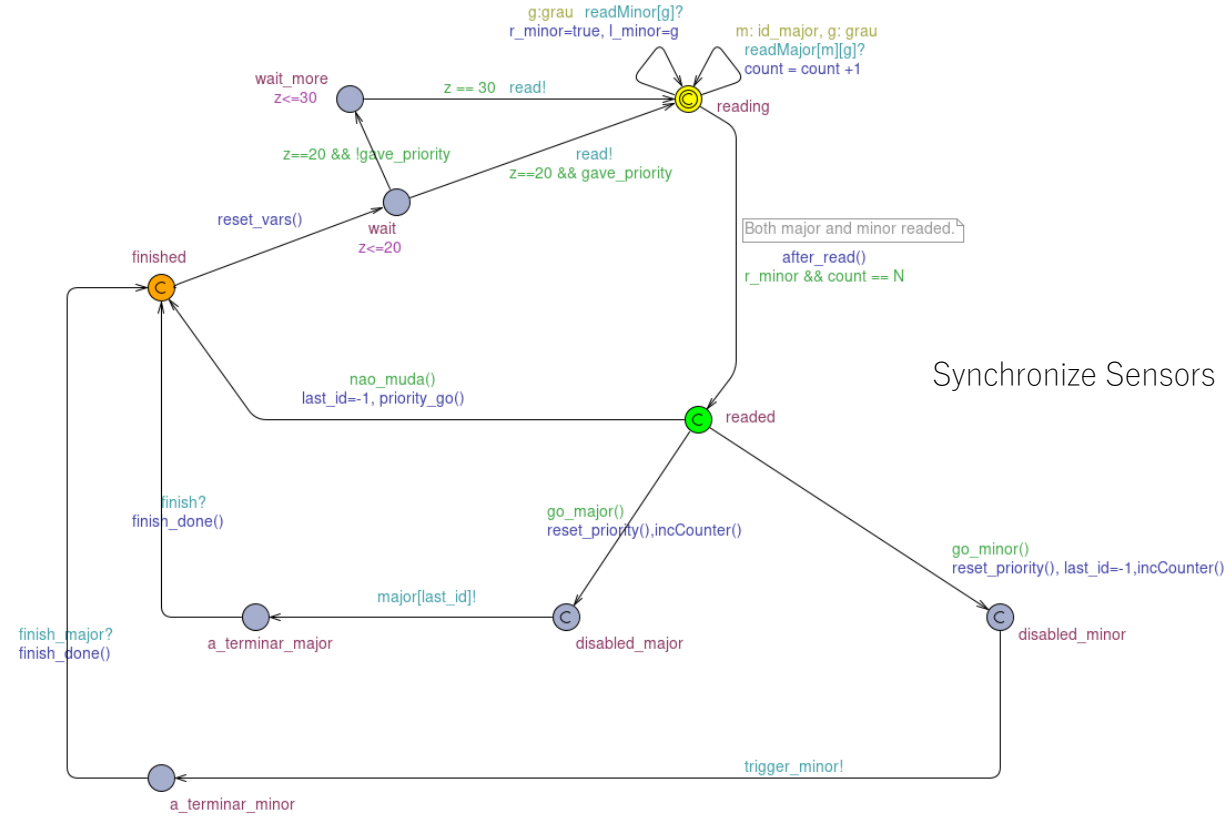 g:grau readMinor[g]?
r_minor=true, l_minor=g
m: id_major, g: grau
readMajor[m][g]?
count = count +1
wait_more
z<=30
z == 30 read!
reading
z==20 && !gave_priority
read!
z==20 && gave_priority
reset_vars()
wait
z<=20
finished
Both major and minor readed.
after_read()
r_minor && count == N
Synchronize Sensors
nao_muda()
last_id=-1, priority_go()
readed
finish?
finish_done()
go_major()
reset_priority(),incCounter()
go_minor()
reset_priority(), last_id=-1,incCounter()
major[last_id]!
a_terminar_major
disabled_major
disabled_minor
finish_major?
finish_done()
trigger_minor!
a_terminar_minor